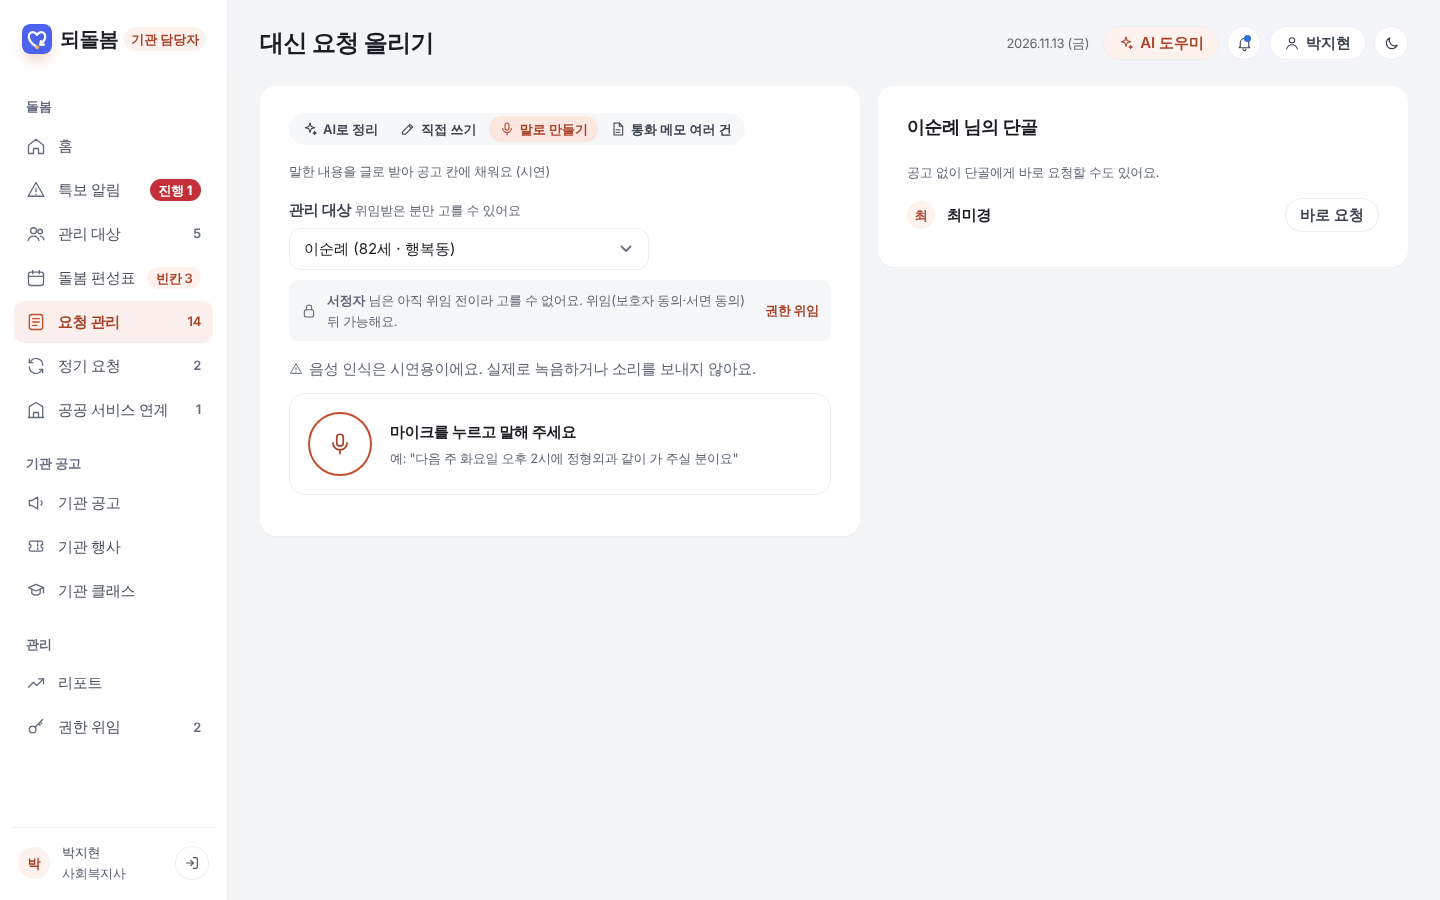 되돌봄 기관 담당자
돌봄
홈
특보 알림 진행 1
관리 대상 5
돌봄 편성표 빈칸 3
요청 관리 14
정기 요청 2
공공 서비스 연계 1
기관 공고
기관 공고
기관 행사
기관 클래스
관리
리포트
권한 위임 2
박 박지현
사회복지사
대신 요청 올리기
2026.11.13 (금) AI 도우미 박지현
AI로 정리 직접 쓰기 말로 만들기 통화 메모 여러 건
말한 내용을 글로 받아 공고 칸에 채워요 (시연)
관리 대상 위임받은 분만 고를 수 있어요
이순례 (82세 · 행복동)
서정자 님은 아직 위임 전이라 고를 수 없어요. 위임(보호자 동의·서면 동의)
뒤 가능해요.
권한 위임
음성 인식은 시연용이에요. 실제로 녹음하거나 소리를 보내지 않아요.
마이크를 누르고 말해 주세요
예: "다음 주 화요일 오후 2시에 정형외과 같이 가 주실 분이요"
이순례 님의 단골
공고 없이 단골에게 바로 요청할 수도 있어요.
최 최미경 바로 요청